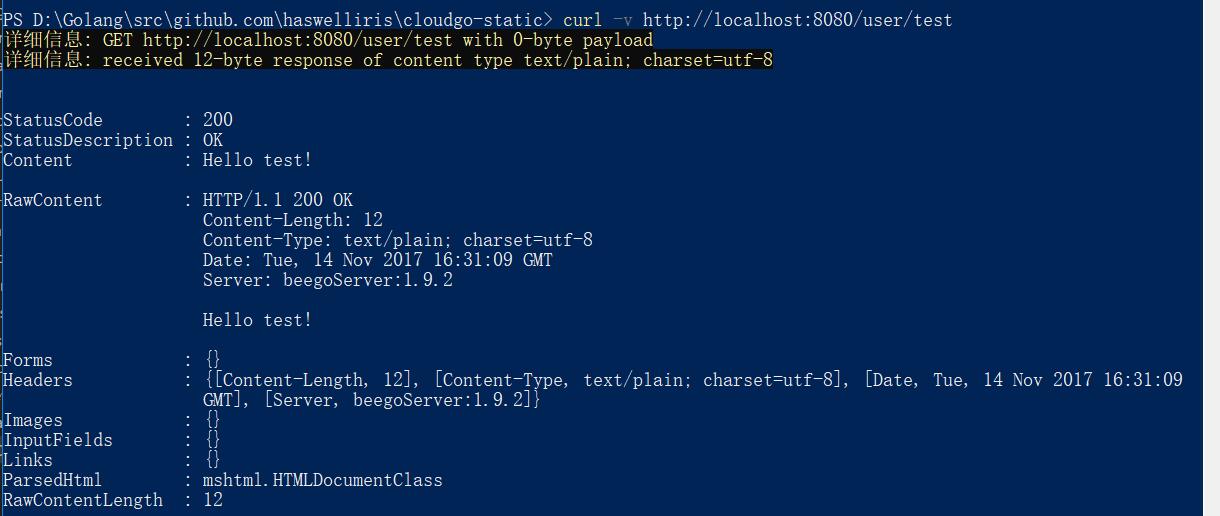 PS D:\Golang\src\github.com\haswelliris\cloudgo-static> curl -v http://localhost:8080/user/test
详细信息: GET http://localhost:8080/user/test with 0-byte payload
详细信息: received 12-byte response of content type text/plain; charset=utf-8
StatusCode : 200
StatusDescription : OK
Content : Hello test!
RawContent : HTTP/1.1 200 OK
Content-Length: 12
Content-Type: text/plain; charset=utf-8
Date: Tue, 14 Nov 2017 16:31:09 GMT
Server: beegoServer:1.9.2
Hello test!
Forms : {}
Headers : {[Content-Length, 12], [Content-Type, text/plain; charset=utf-8], [Date, Tue, 14 Nov 2017 16:31:09
GMT], [Server, beegoServer:1.9.2]}
Images : {}
InputFields : {}
Links : {}
ParsedHtml : mshtml.HTMLDocumentClass
RawContentLength : 12